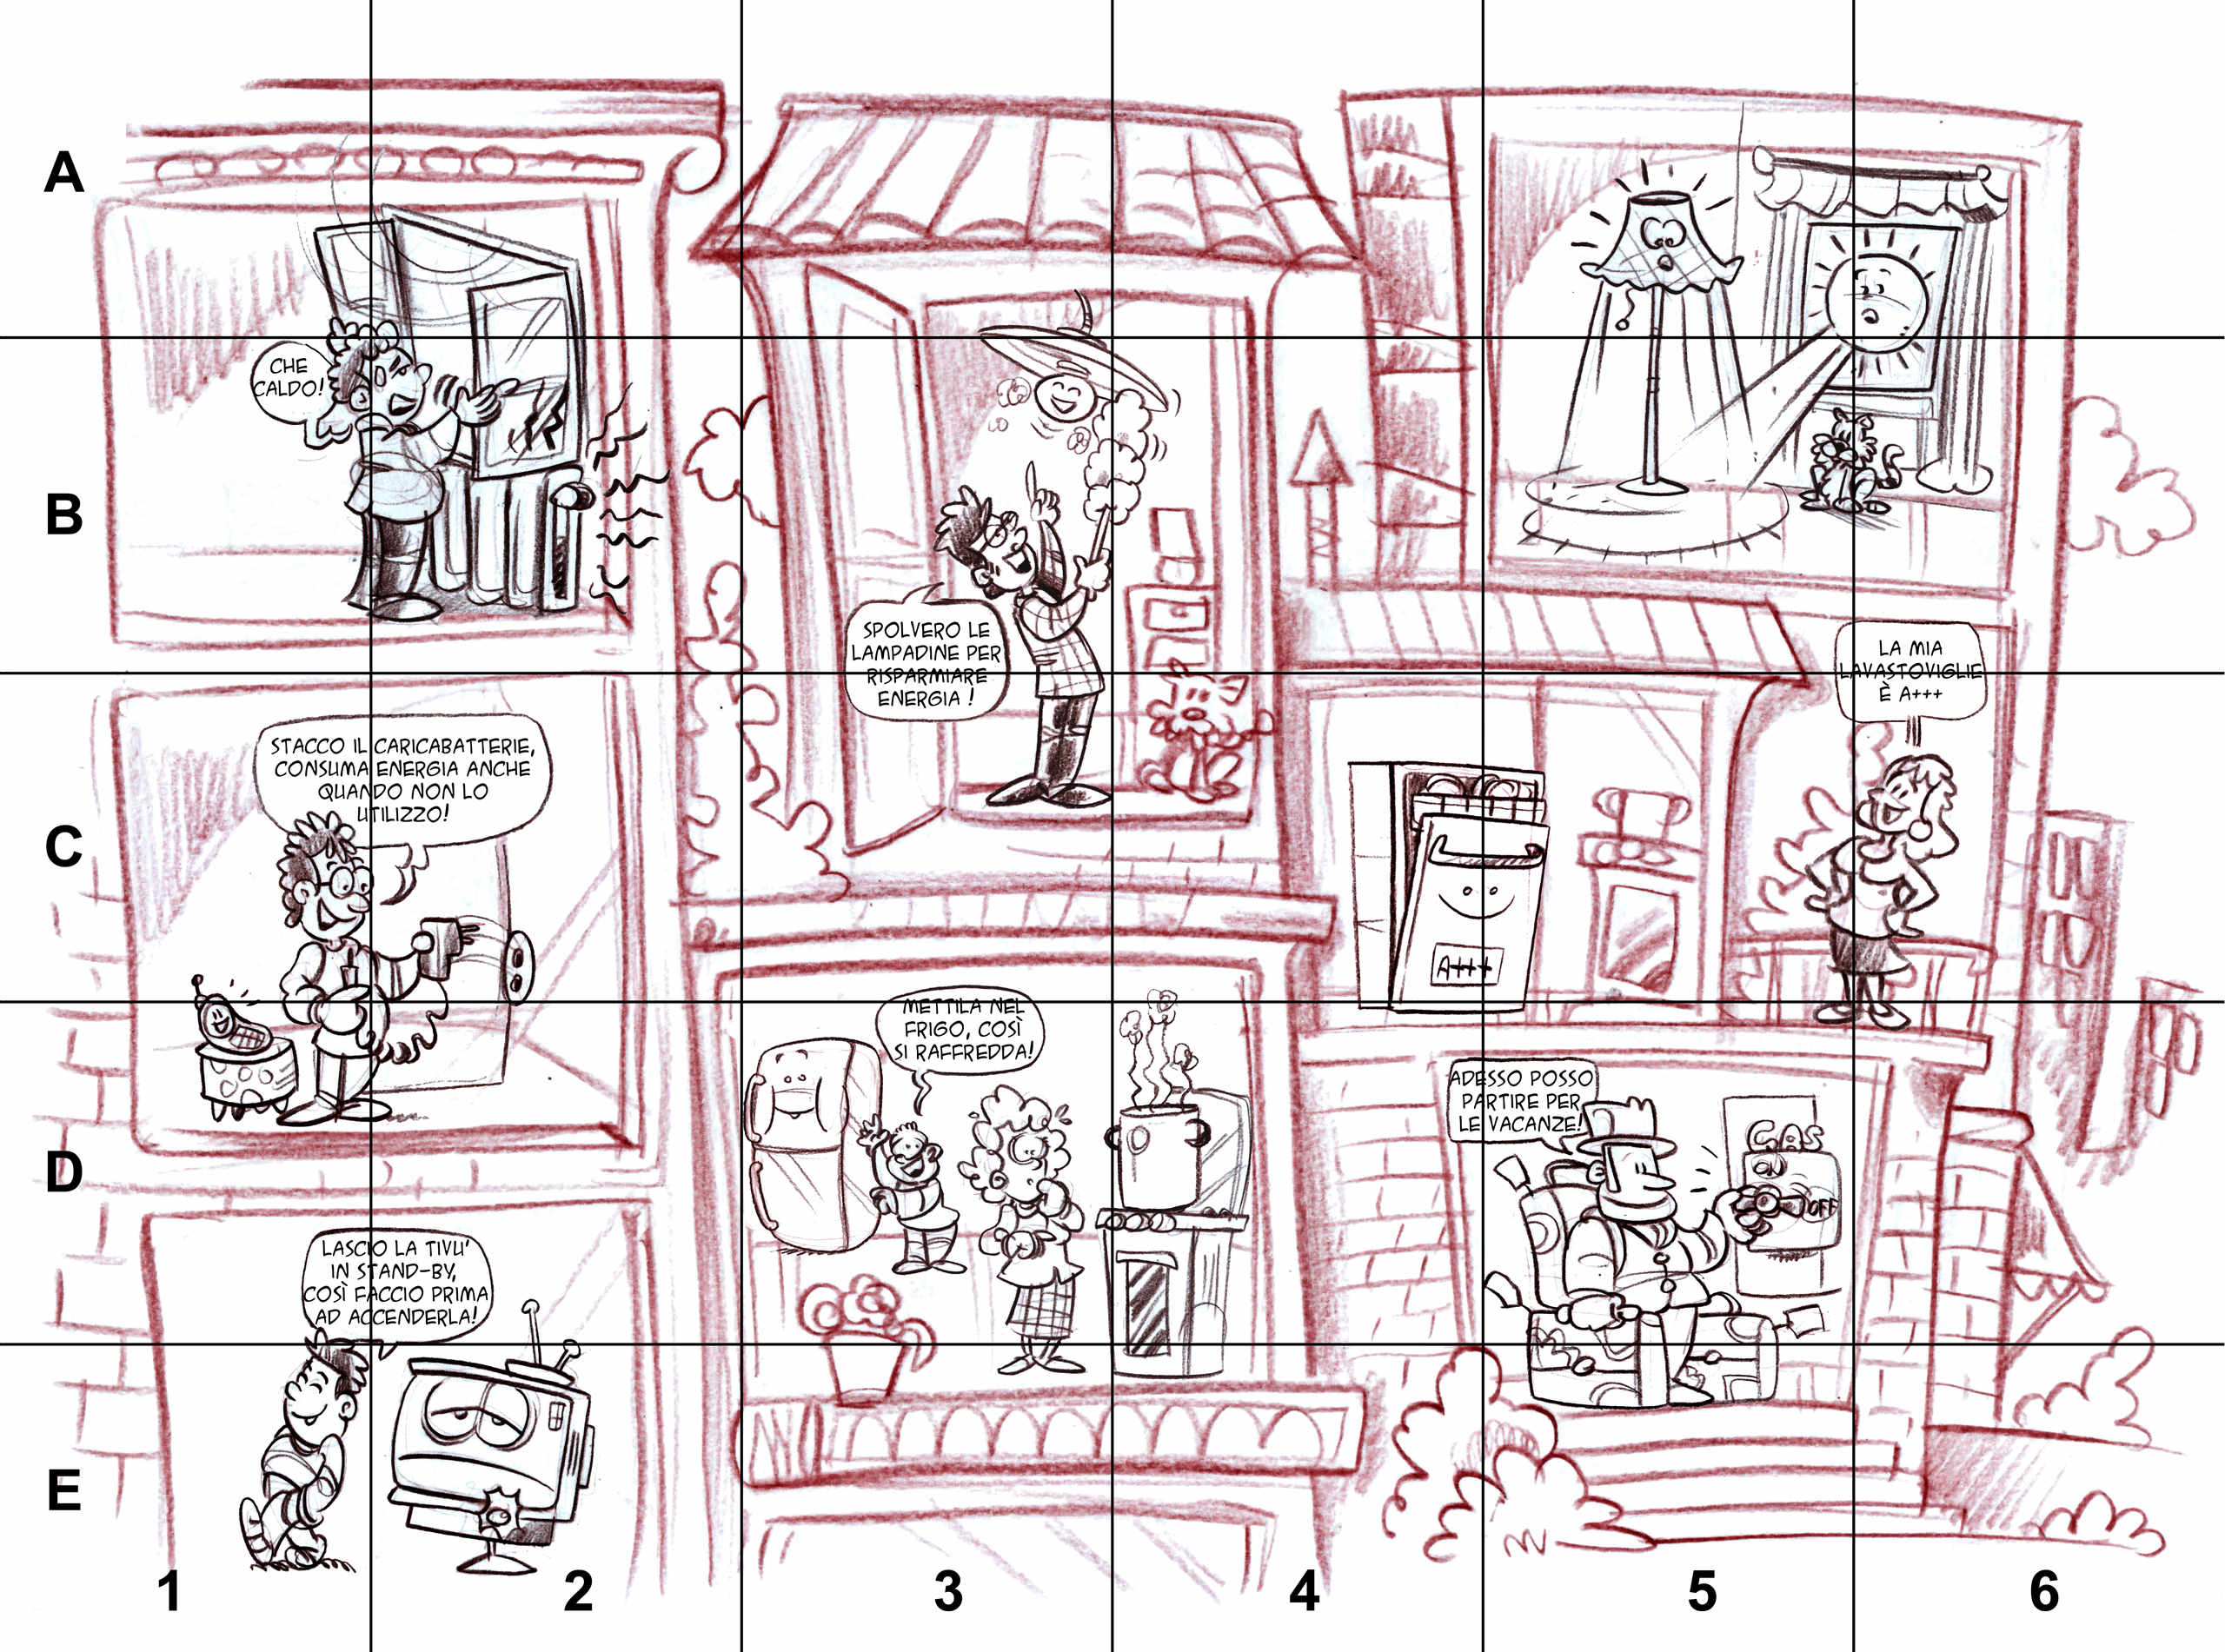 A
CHE
CALDO!
B
SPOLVERO LE
LAMPADINE PER
RISPARMIARE
ENERGIA !
LA MIA
LAVASTOVIGLIE
È A+++
STACCO IL CARICABATTERIE,
CONSUMA ENERGIA ANCHE
QUANDO NON LO
UTILIZZO!
C
A+++
METTILA NEL
FRIGO, COSÌ
SI RAFFREDDA!
ADESSO POSSO
PARTIRE PER
LE VACANZE!
GAS
ON
OFF
D
LASCIO LA TIVU'
IN STAND-BY,
COSÌ FACCIO PRIMA
AD ACCENDERLA!
E
1 2 3 4 5 6